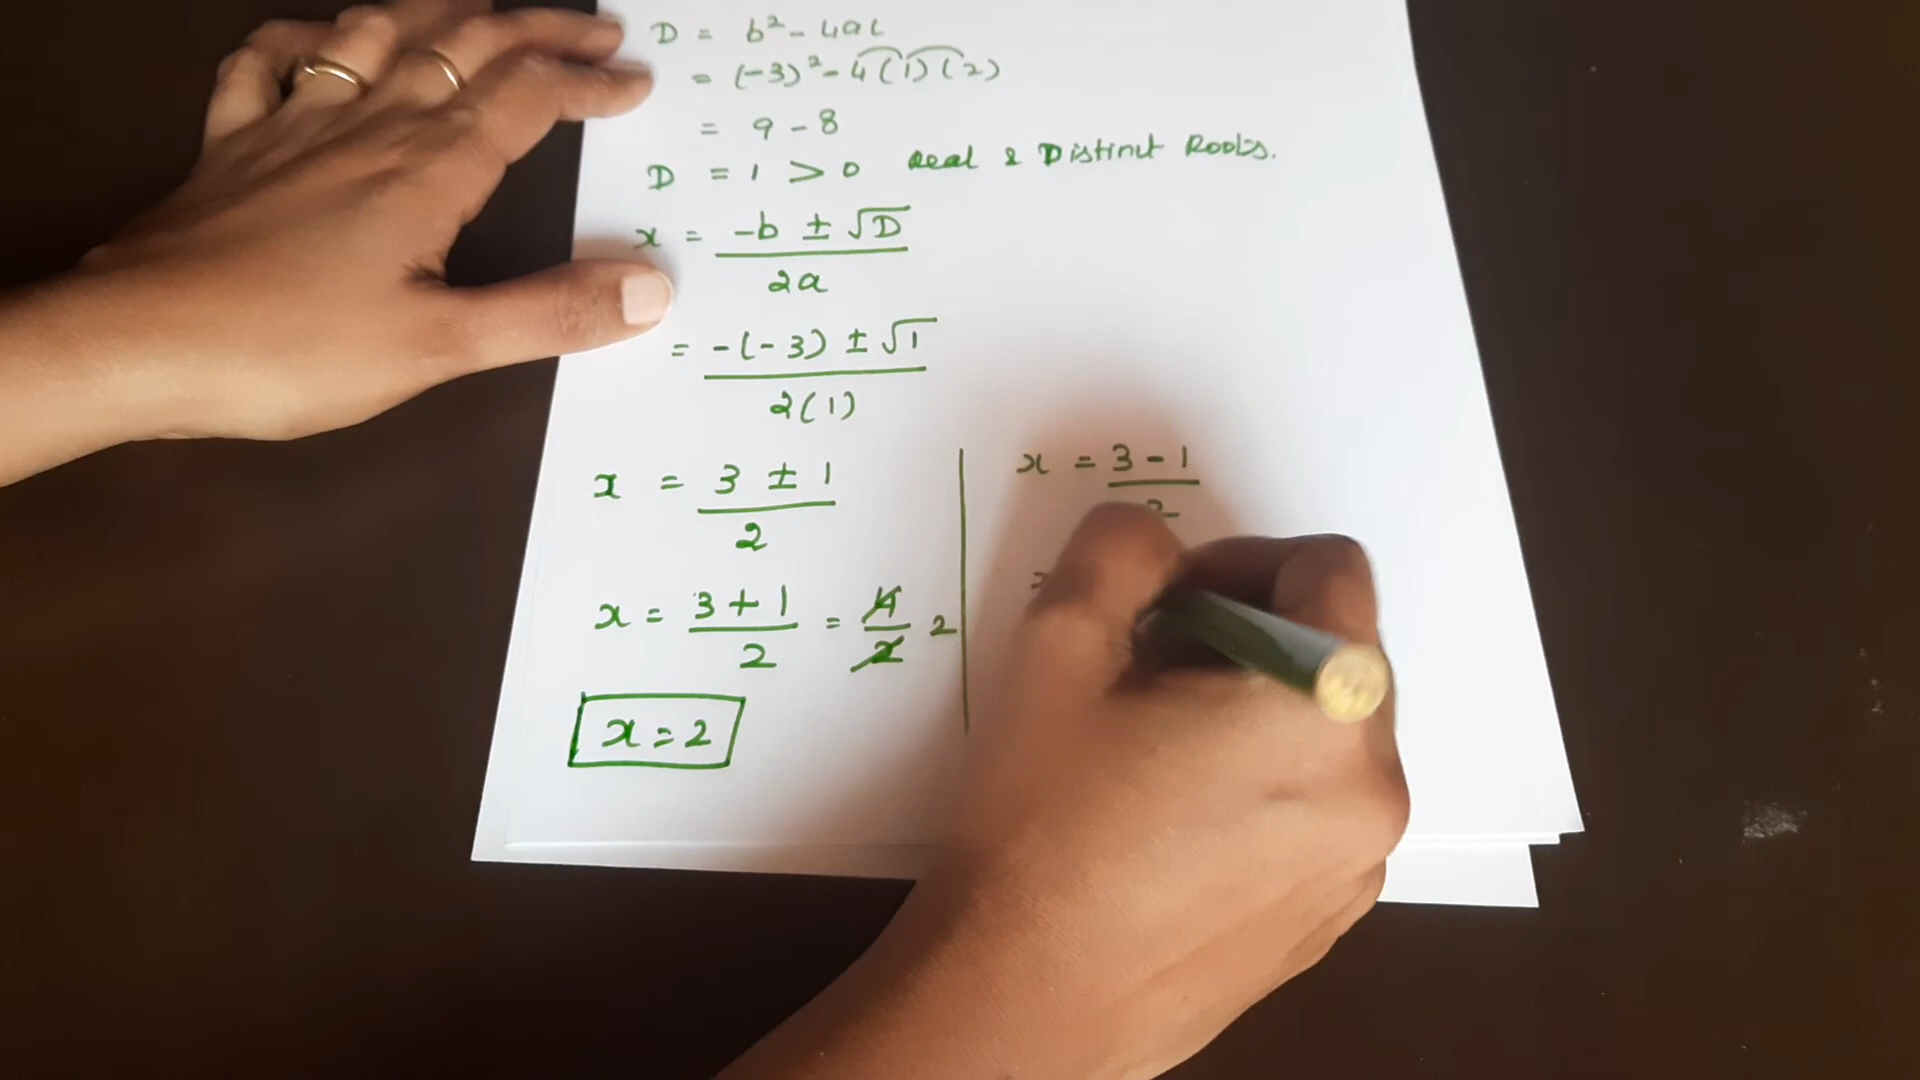 D = b² - 4ac
= (-3)² - 4(1)(2)
= 9 - 8
D = 1 > 0 Real & Distinct Roots.
x = -b ± √D
2a
= -(-3) ± √1
2(1)
x = 3 ± 1
2
x = 3 + 1 = 4 2
2 2
x = 2
x = 3 - 1
2
x